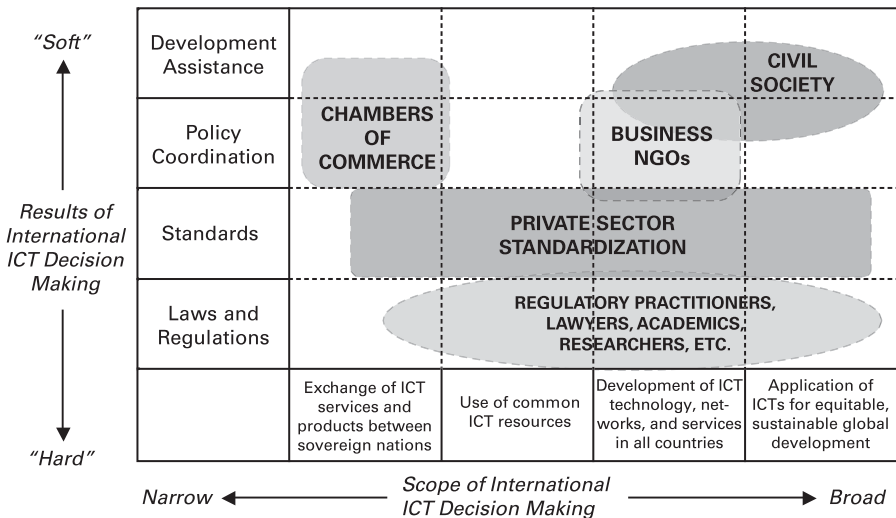 “Soft”
Development
Assistance
CIVIL
SOCIETY
CHAMBERS
OF
COMMERCE
Policy
Coordination
BUSINESS
NGOs
Results of
International
ICT Decision
Making
Standards
PRIVATE SECTOR
STANDARDIZATION
Laws and
Regulations
REGULATORY PRACTITIONERS,
LAWYERS, ACADEMICS,
RESEARCHERS, ETC.
“Hard”
Exchange of ICT
services and
products between
sovereign nations
Use of common
ICT resources
Development of ICT
technology, net-
works, and services
in all countries
Application of
ICTs for equitable,
sustainable global
development
Narrow
Scope of International
ICT Decision Making
Broad